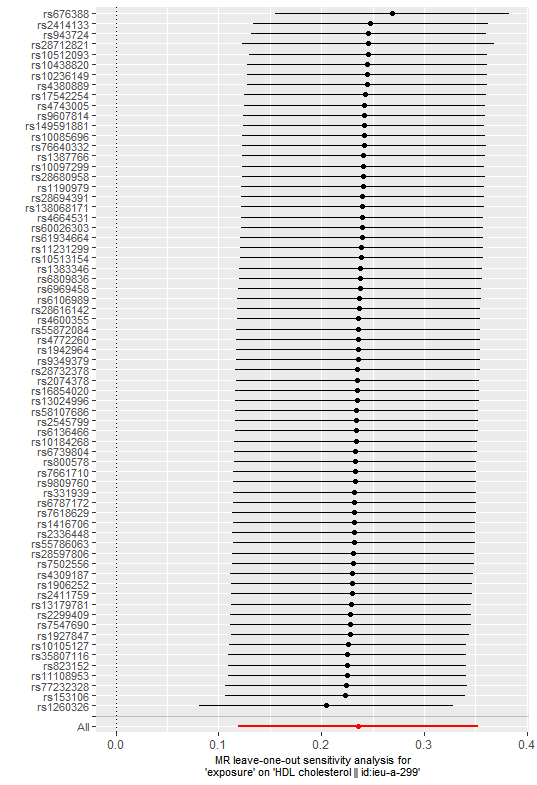 rs676388
rs2414133
rs943724
rs28712821
rs10512093
rs10438820
rs10236149
rs4380889
rs17542254
rs4743005
rs9607814
rs149591881
rs10085696
rs76640332
rs1387766
rs10097299
rs28680958
rs1190979
rs28694391
rs138068171
rs4664531
rs60026303
rs61934664
rs11231299
rs10513154
rs1383346
rs6809836
rs6969458
rs6106989
rs28616142
rs4600355
rs55872084
rs4772260
rs1942964
rs9349379
rs28732378
rs2074378
rs16854020
rs13024996
rs58107686
rs2545799
rs6136466
rs10184268
rs6739804
rs800578
rs7661710
rs9809760
rs331939
rs6787172
rs7618629
rs1416706
rs2336448
rs55786063
rs28597806
rs7502556
rs4309187
rs1906252
rs2411759
rs13179781
rs2299409
rs7547690
rs1927847
rs10105127
rs35807116
rs823152
rs11108953
rs77232328
rs153106
rs1260326
All
0.0 0.1 0.2 0.3 0.4
MR leave-one-out sensitivity analysis for
'exposure' on 'HDL cholesterol || id:ieu-a-299'